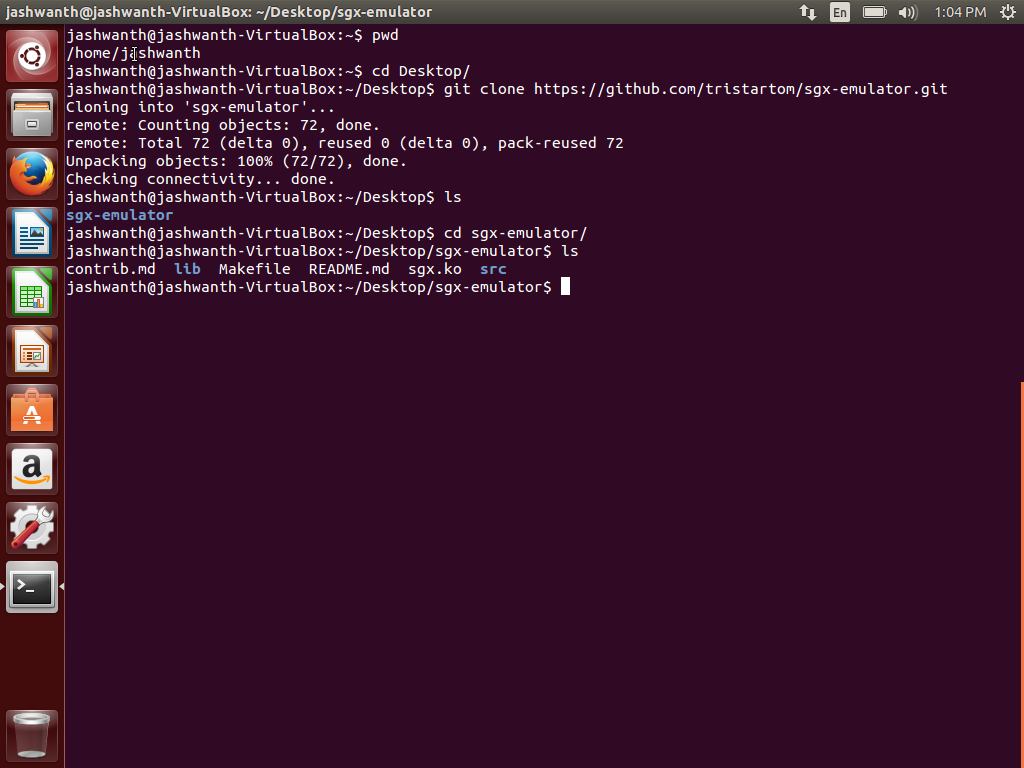 jashwanth@jashwanth-VirtualBox: ~/Desktop/sgx-emulator
En
1:04 PM
jashwanth@jashwanth-VirtualBox:~$ pwd
/home/jashwanth
jashwanth@jashwanth-VirtualBox:~$ cd Desktop/
jashwanth@jashwanth-VirtualBox:~/Desktop$ git clone https://github.com/tristartom/sgx-emulator.git
Cloning into 'sgx-emulator'...
remote: Counting objects: 72, done.
remote: Total 72 (delta 0), reused 0 (delta 0), pack-reused 72
Unpacking objects: 100% (72/72), done.
Checking connectivity... done.
jashwanth@jashwanth-VirtualBox:~/Desktop$ ls
sgx-emulator
jashwanth@jashwanth-VirtualBox:~/Desktop$ cd sgx-emulator/
jashwanth@jashwanth-VirtualBox:~/Desktop/sgx-emulator$ ls
contrib.md  lib  Makefile  README.md  sgx.ko  src
jashwanth@jashwanth-VirtualBox:~/Desktop/sgx-emulator$